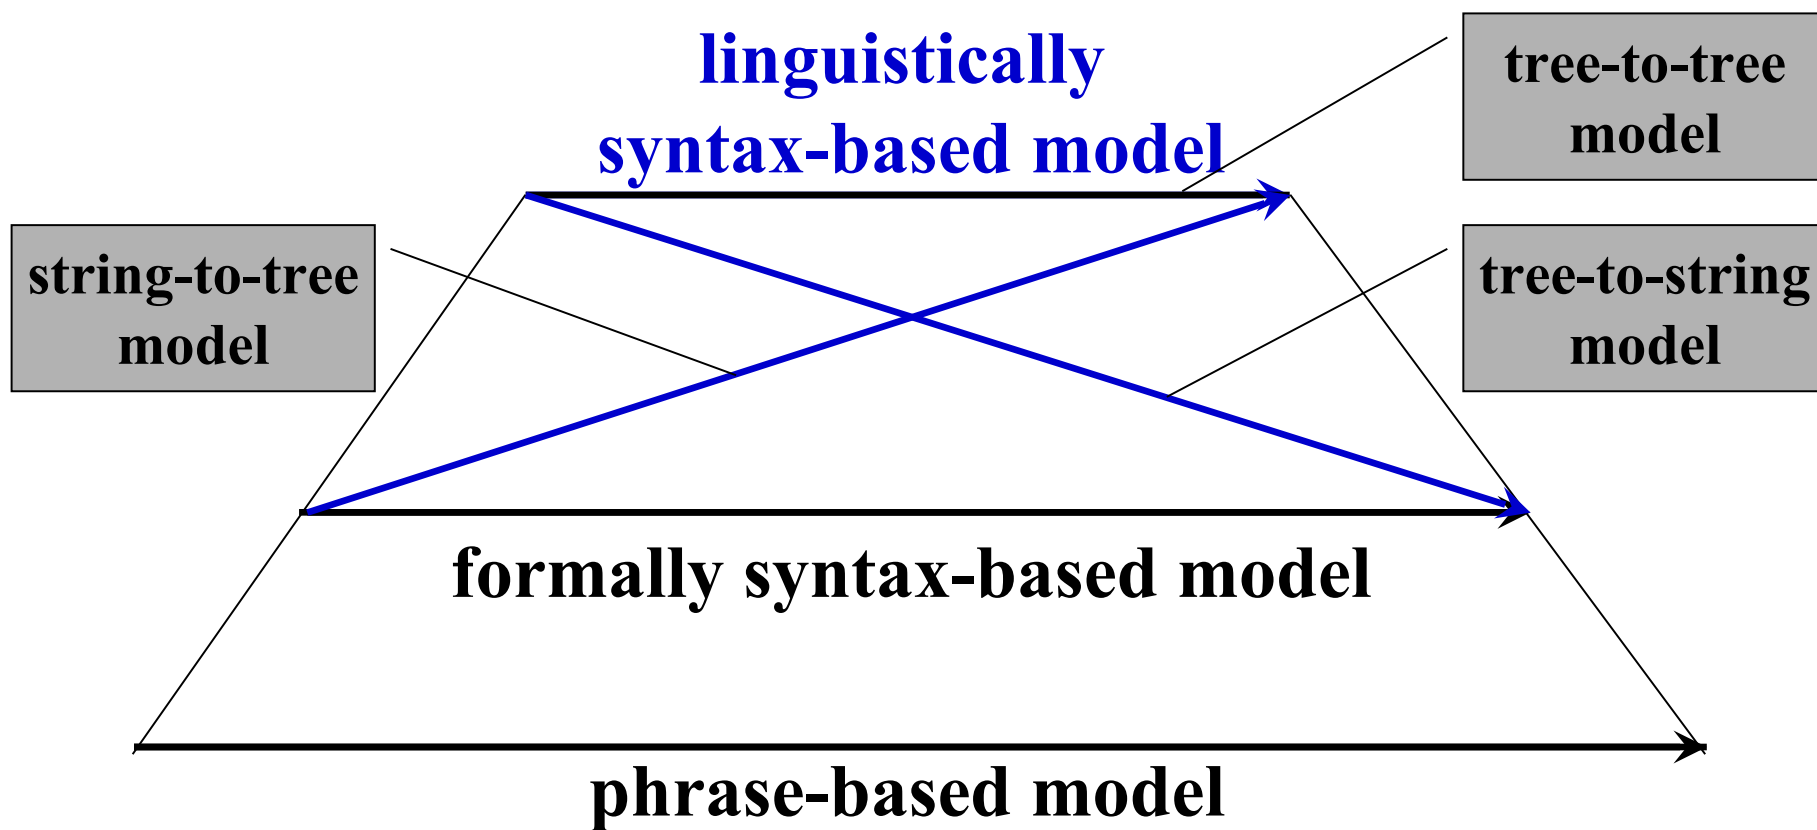 linguistically
syntax-based model
tree-to-tree
model
string-to-tree
model
tree-to-string
model
formally syntax-based model
phrase-based model